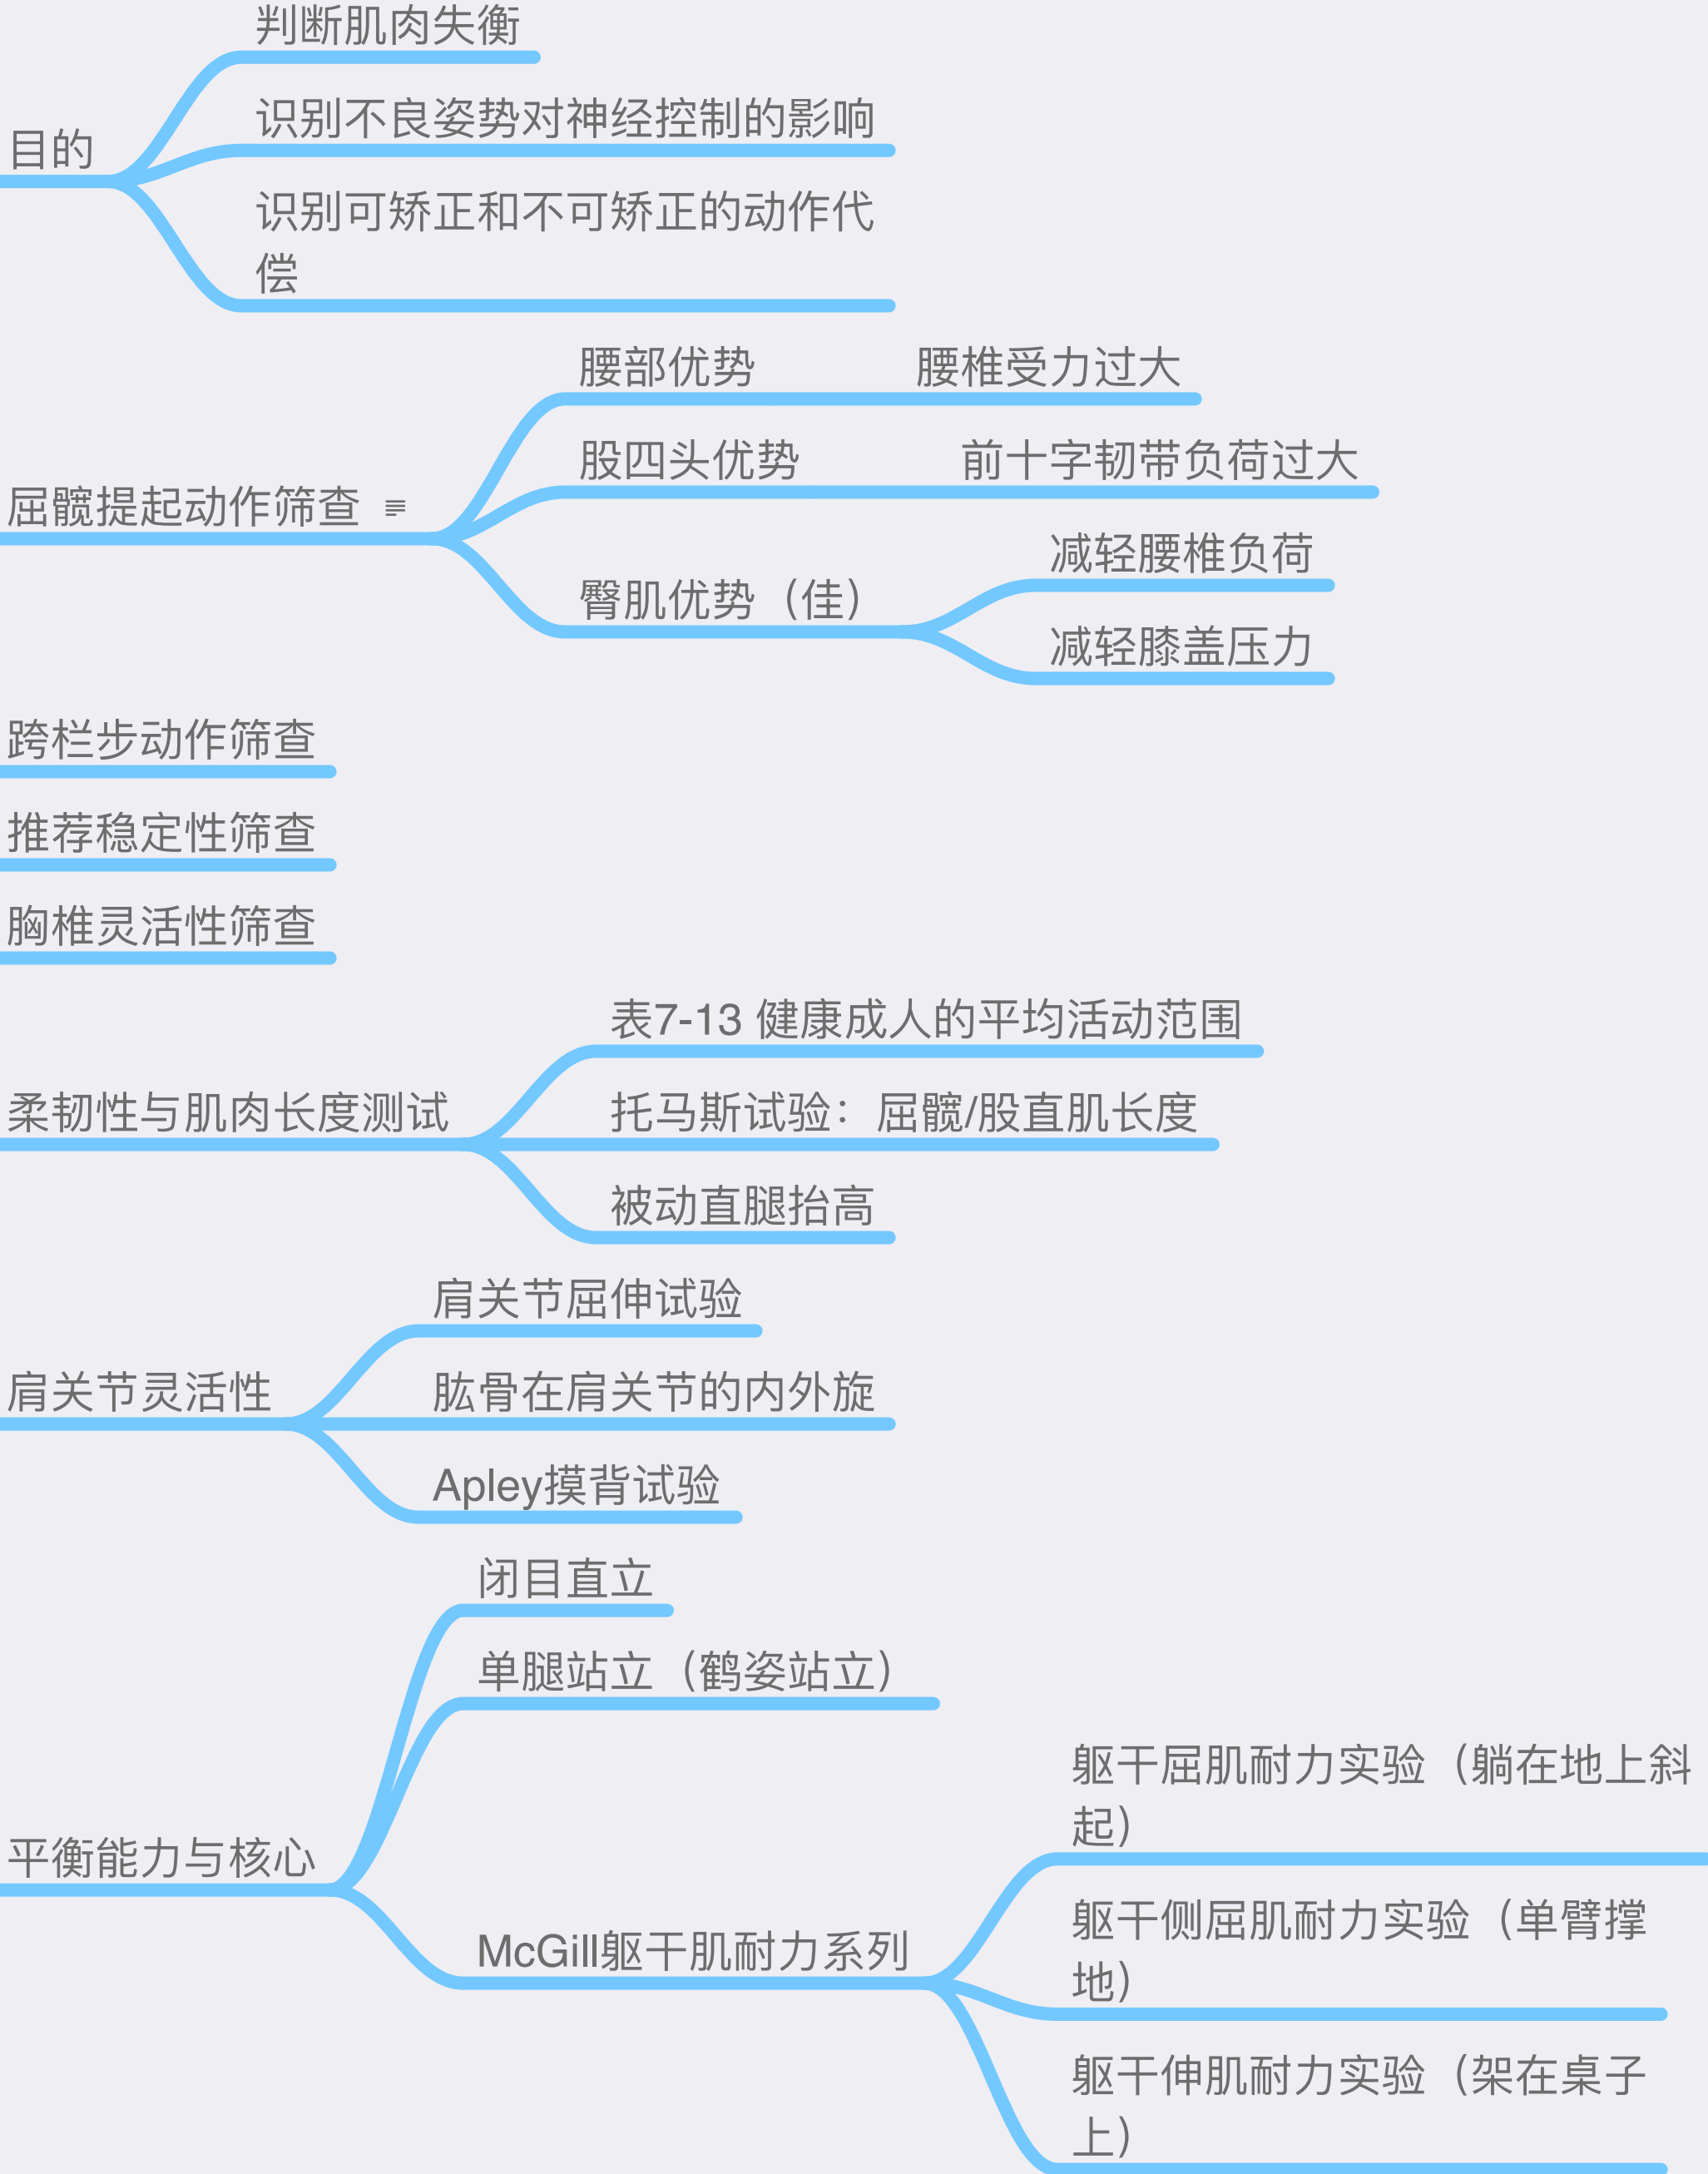 判断肌肉失衡
识别不良姿势对神经控制的影响
目的
识别可矫正和不可矫正的动作代
偿
腰部优势
腰椎受力过大
股四头优势
前十字韧带负荷过大
屈髋提起动作筛查
减轻腰椎负荷
臀肌优势（佳）
减轻膝盖压力
跨栏步动作筛查
推荐稳定性筛查
胸椎灵活性筛查
表7-13 健康成人的平均活动范围
柔韧性与肌肉长度测试
托马斯试验：屈髋/股直肌长度
被动直腿抬高
肩关节屈伸试验
肩关节灵活性
肱骨在肩关节的内外旋
Apley摸背试验
闭目直立
单腿站立（鹤姿站立）
躯干屈肌耐力实验（躺在地上斜
起）
平衡能力与核心
McGill躯干肌耐力系列
躯干侧屈肌耐力实验（单臂撑
地）
躯干伸肌耐力实验（架在桌子
上）